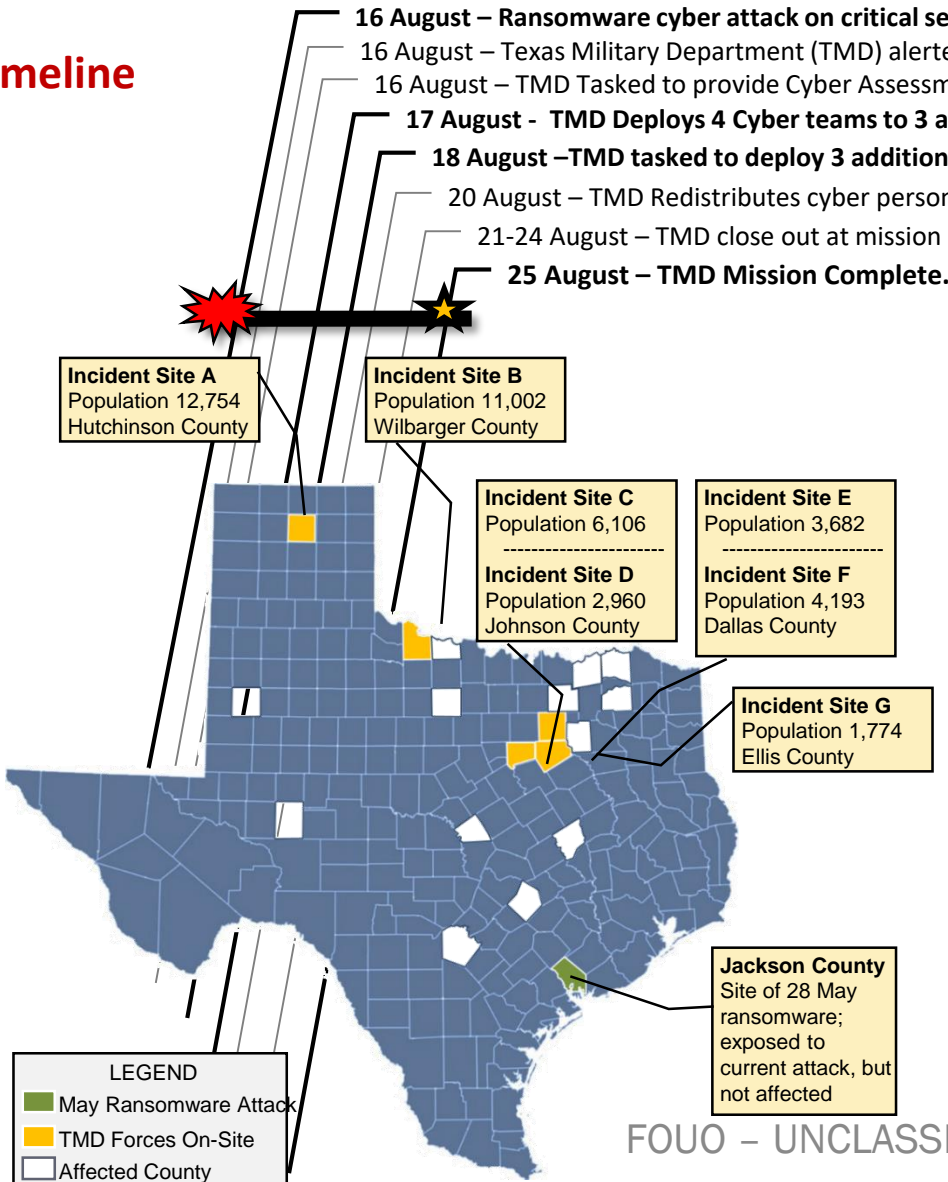 meline
16 August – Ransomware cyber attack on critical se
16 August – Texas Military Department (TMD) alerte
16 August – TMD Tasked to provide Cyber Assessm
17 August - TMD Deploys 4 Cyber teams to 3 a
18 August –TMD tasked to deploy 3 addition
20 August – TMD Redistributes cyber person
21-24 August – TMD close out at mission
25 August – TMD Mission Complete.
Incident Site A
Population 12,754
Hutchinson County
Incident Site B
Population 11,002
Wilbarger County
Incident Site C
Population 6,106
-----------------------
Incident Site D
Population 2,960
Johnson County
Incident Site E
Population 3,682
-----------------------
Incident Site F
Population 4,193
Dallas County
Incident Site G
Population 1,774
Ellis County
Jackson County
Site of 28 May
ransomware;
exposed to
current attack, but
not affected
LEGEND
May Ransomware Attack
TMD Forces On-Site
Affected County
FOUO – UNCLASSI